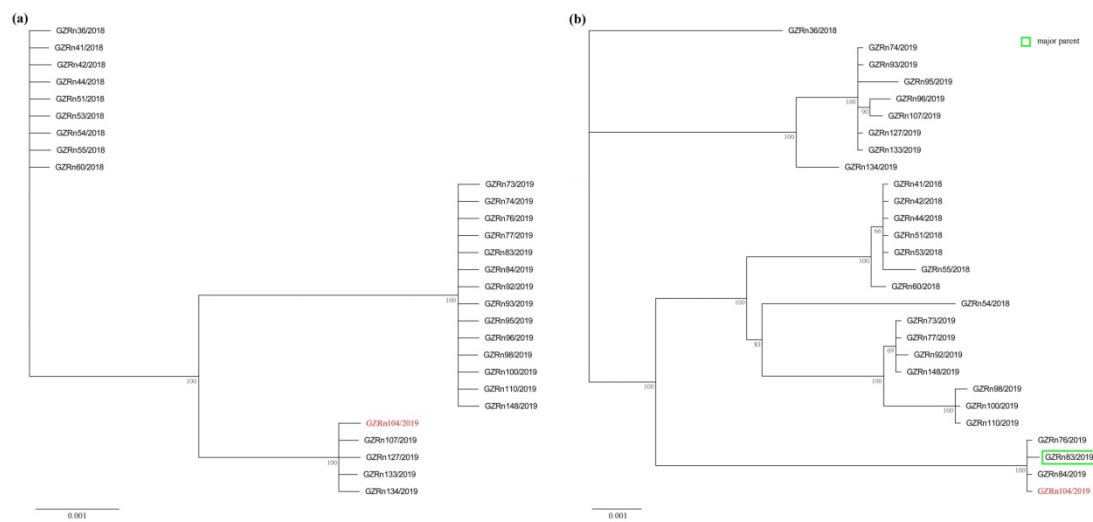 (a)
GZRn36/2018
GZRn41/2018
GZRn42/2018
GZRn44/2018
GZRn51/2018
GZRn53/2018
GZRn54/2018
GZRn55/2018
GZRn60/2018
GZRn73/2019
GZRn74/2019
GZRn76/2019
GZRn77/2019
GZRn83/2019
GZRn84/2019
GZRn92/2019
GZRn93/2019
100
GZRn95/2019
GZRn96/2019
GZRn98/2019
GZRn100/2019
100
GZRn110/2019
GZRn148/2019
GZRn104/2019
GZRn107/2019
GZRn127/2019
100
GZRn133/2019
GZRn134/2019
0.001
(b)
GZRn36/2018
major parent
GZRn74/2019
GZRn93/2019
GZRn95/2019
100
GZRn96/2019
90
GZRn107/2019
GZRn127/2019
100
GZRn133/2019
GZRn134/2019
GZRn41/2018
GZRn42/2018
GZRn44/2018
66
GZRn51/2018
GZRn53/2018
100
GZRn55/2018
GZRn60/2018
100
GZRn54/2018
GZRn73/2019
GZRn77/2019
83
69
GZRn92/2019
GZRn148/2019
100
100
GZRn98/2019
GZRn100/2019
100
GZRn110/2019
GZRn76/2019
GZRn83/2019
100
GZRn84/2019
GZRn104/2019
0.001